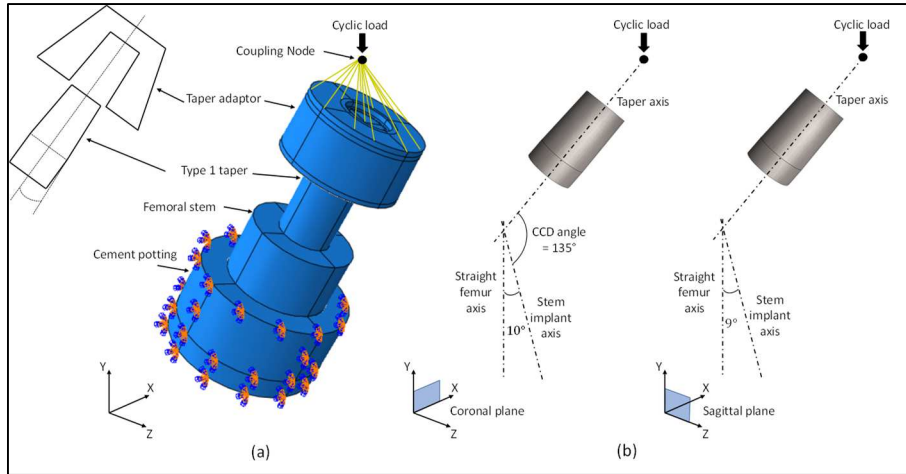 Cyclic load
Coupling Node
Taper adaptor
Type 1 taper
Femoral stem
Cement potting
Y
X
Z
(a)
Cyclic load
Taper axis
CCD angle
= 135°
Straight
femur
axis
Stem
implant
axis
10°
Y
X
Coronal plane
Z
(b)
Cyclic load
Taper axis
Straight
femur
axis
Stem
implant
axis
9°
Y
X
Sagittal plane
Z